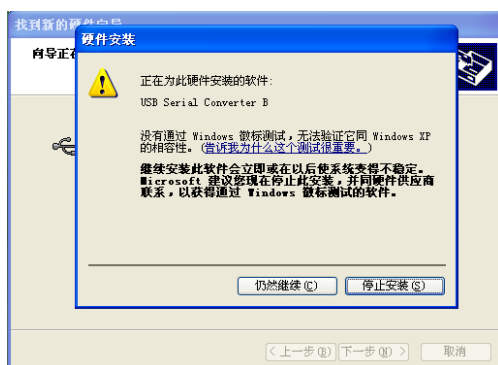 找到新的硬件向导
硬件安装
向导正在
正在为此硬件安装的软件:
USB Serial Converter B
没有通过 Windows 徽标测试，无法验证它同 Windows XP
的相容性。(告诉我为什么这个测试很重要。)
继续安装此软件会立即或在以后使系统变得不稳定。
Microsoft 建议您现在停止此安装，并同硬件供应商
联系，以获得通过 Windows 徽标测试的软件。
仍然继续(C)
停止安装(S)
< 上一步(B)
下一步(N) >
取消